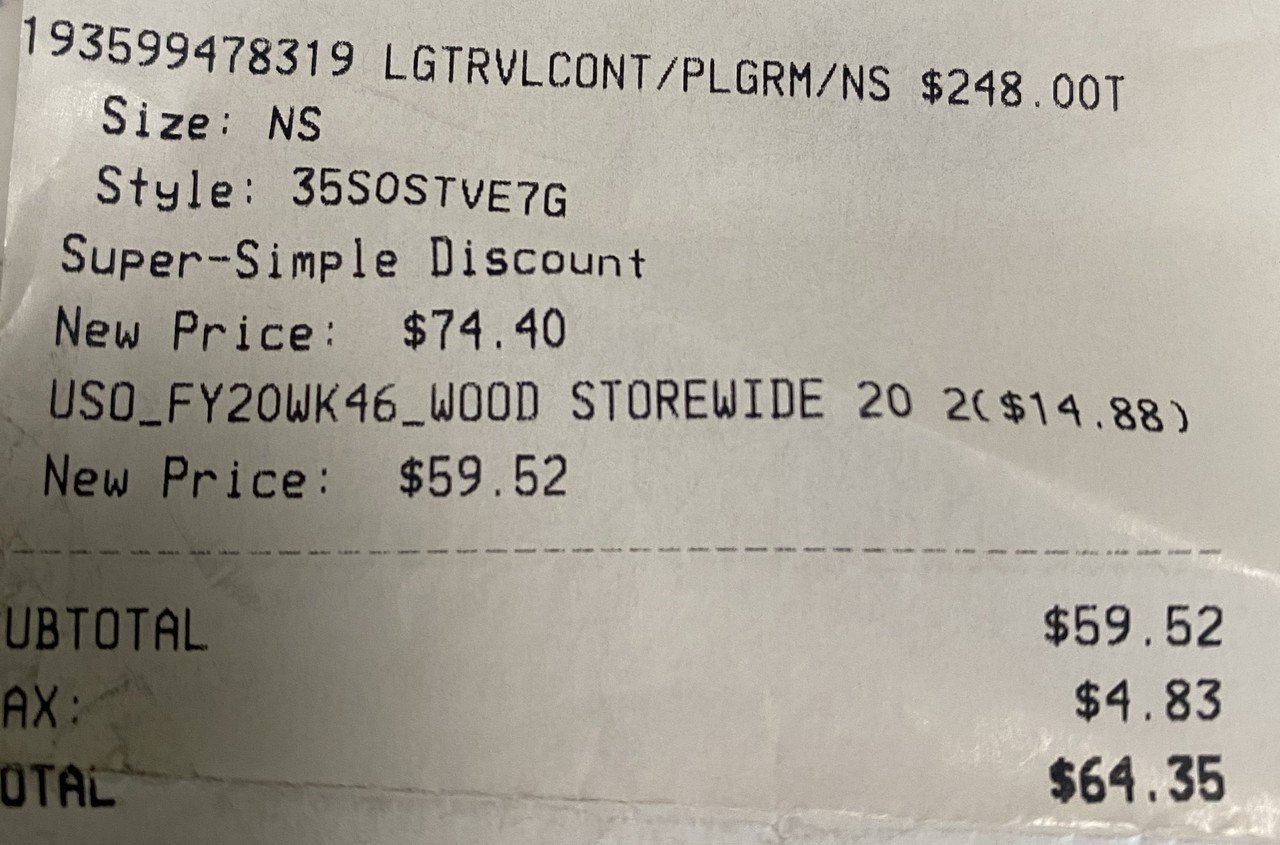 193599478319 LGTRVLCONT/PLGRM/NS $248.00T
Size: NS
Style: 35S0STVE7G
Super-Simple Discount
New Price: $74.40
USO_FY20WK46_WOOD STOREWIDE 20 2($14.88)
New Price: $59.52
UBTOTAL $59.52
AX: $4.83
OTAL $64.35